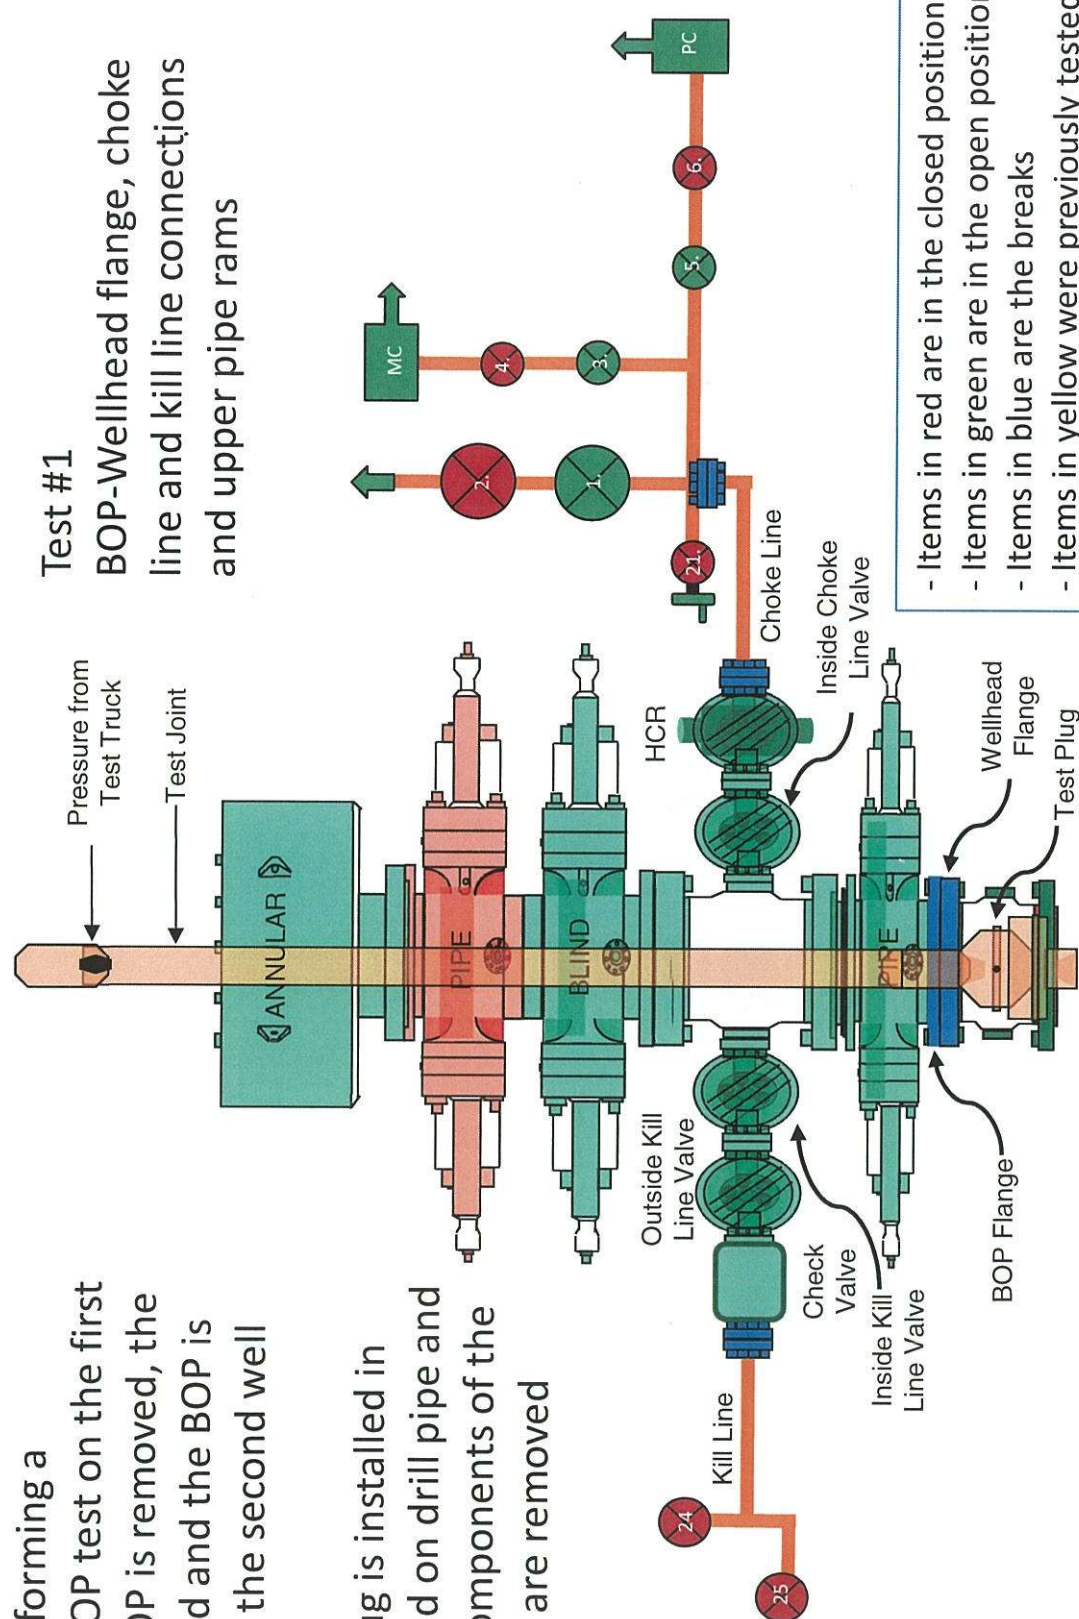 forming a
OP test on the first
OP is removed, the
d and the BOP is
the second well
ug is installed in
d on drill pipe and
omponents of the
are removed
Test #1
BOP-Wellhead flange, choke
line and kill line connections
and upper pipe rams
Pressure from
Test Truck
Test Joint
ANNULAR
PIPE
BLIND
PIPE
Outside Kill
Line Valve
Check
Valve
Inside Kill
Line Valve
Kill Line
24
25
BOP Flange
HCR
Inside Choke
Line Valve
Choke Line
Wellhead
Flange
Test Plug
MC
PC
2.
1.
4.
3.
5.
6.
21.
- Items in red are in the closed position
- Items in green are in the open position
- Items in blue are the breaks
- Items in yellow were previously tested